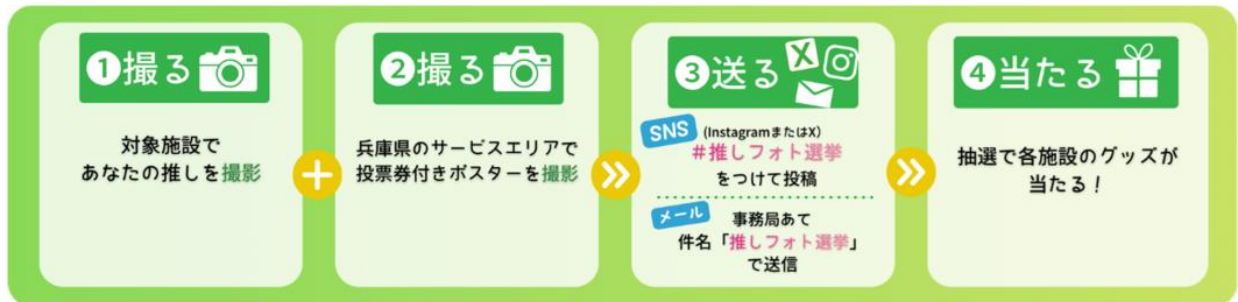 ❶撮る
対象施設で
あなたの推しを撮影
❷撮る
兵庫県のサービスエリアで
投票券付きポスターを撮影
❸送る
SNS (InstagramまたはX)
#推しフォト選挙
をつけて投稿
メール 事務局あて
件名「推しフォト選挙」
で送信
❹当たる
抽選で各施設のグッズが
当たる！